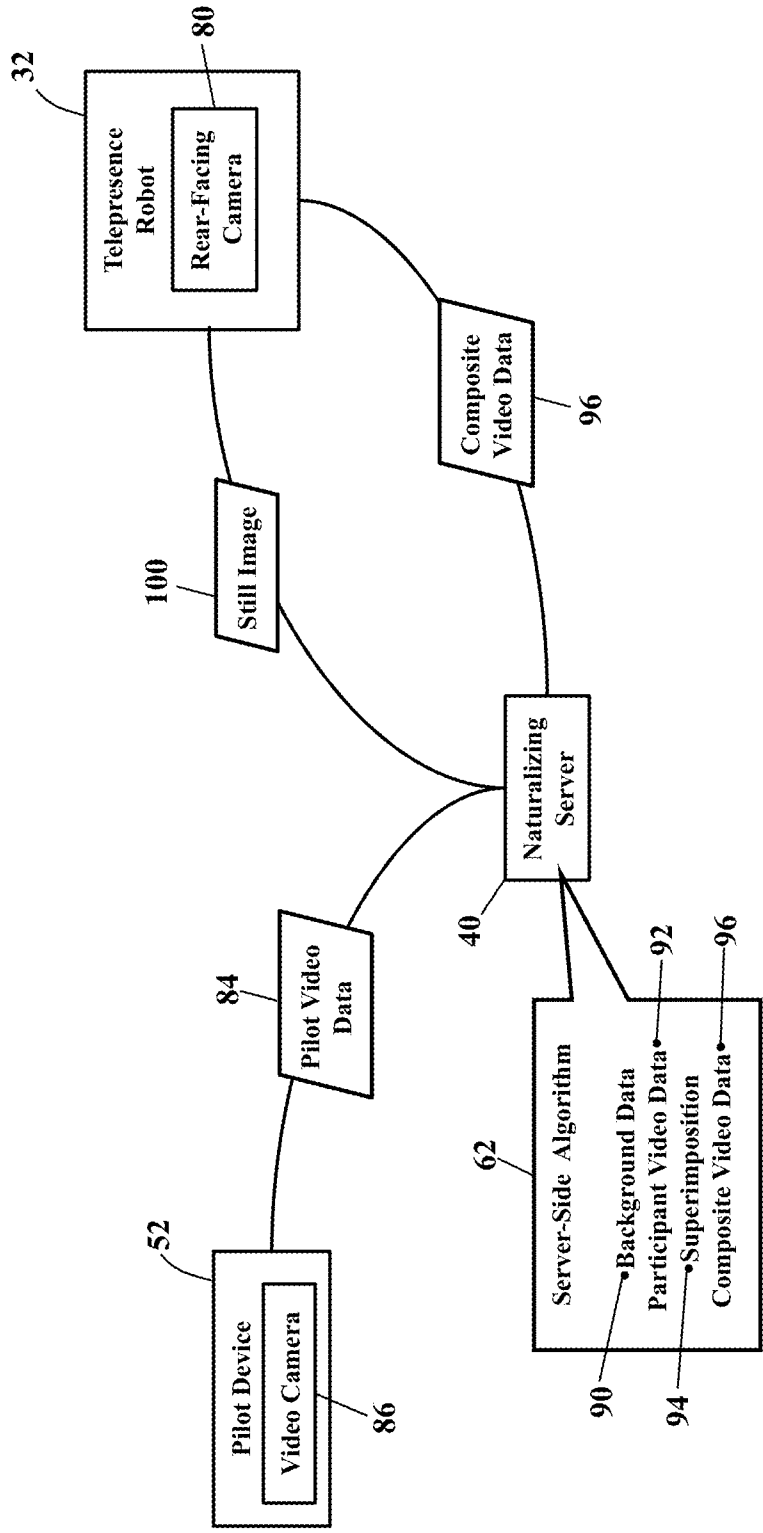 52
Pilot Device
Video Camera
86
84
Pilot Video
Data
100
Still Image
32
Telepresence
Robot
Rear-Facing
Camera
80
Composite
Video Data
96
40
Naturalizing
Server
62
Server-Side Algorithm
90
Background Data
Participant Video Data
92
94
Superimposition
Composite Video Data
96